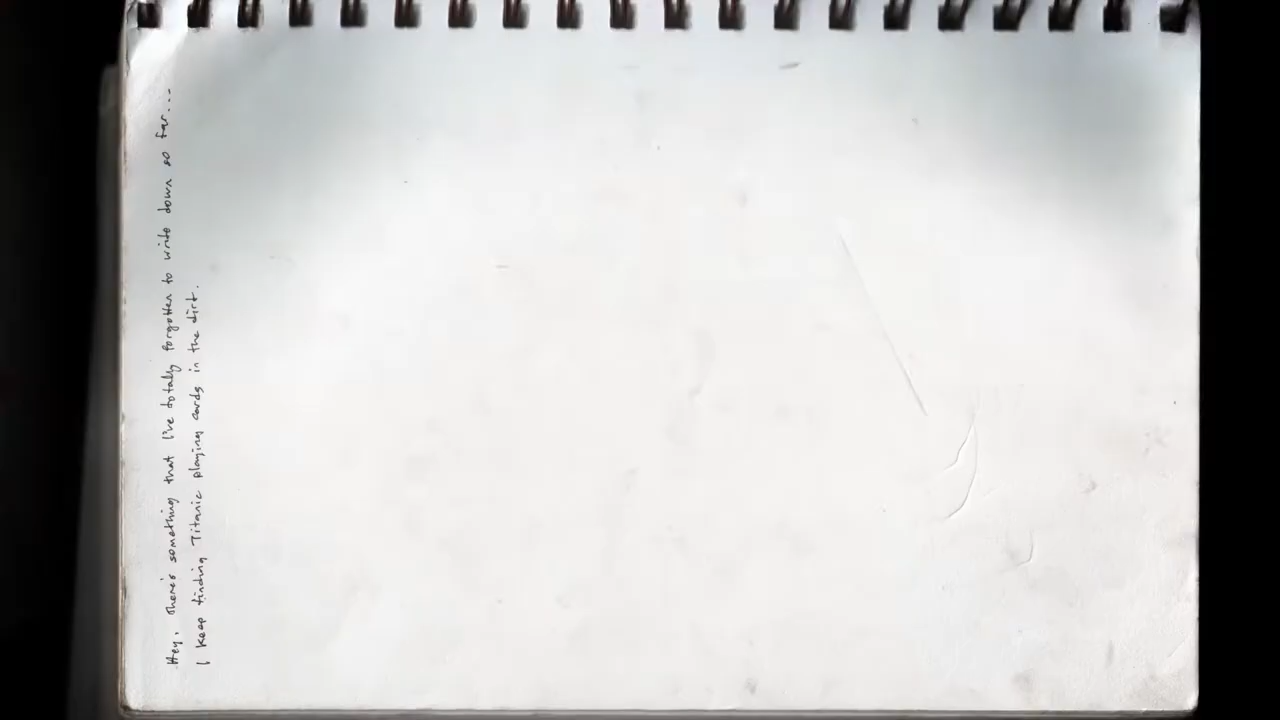 Hey, there's something that I've totally forgotten to write down so far...
I keep finding Titanic playing cards in the dirt.